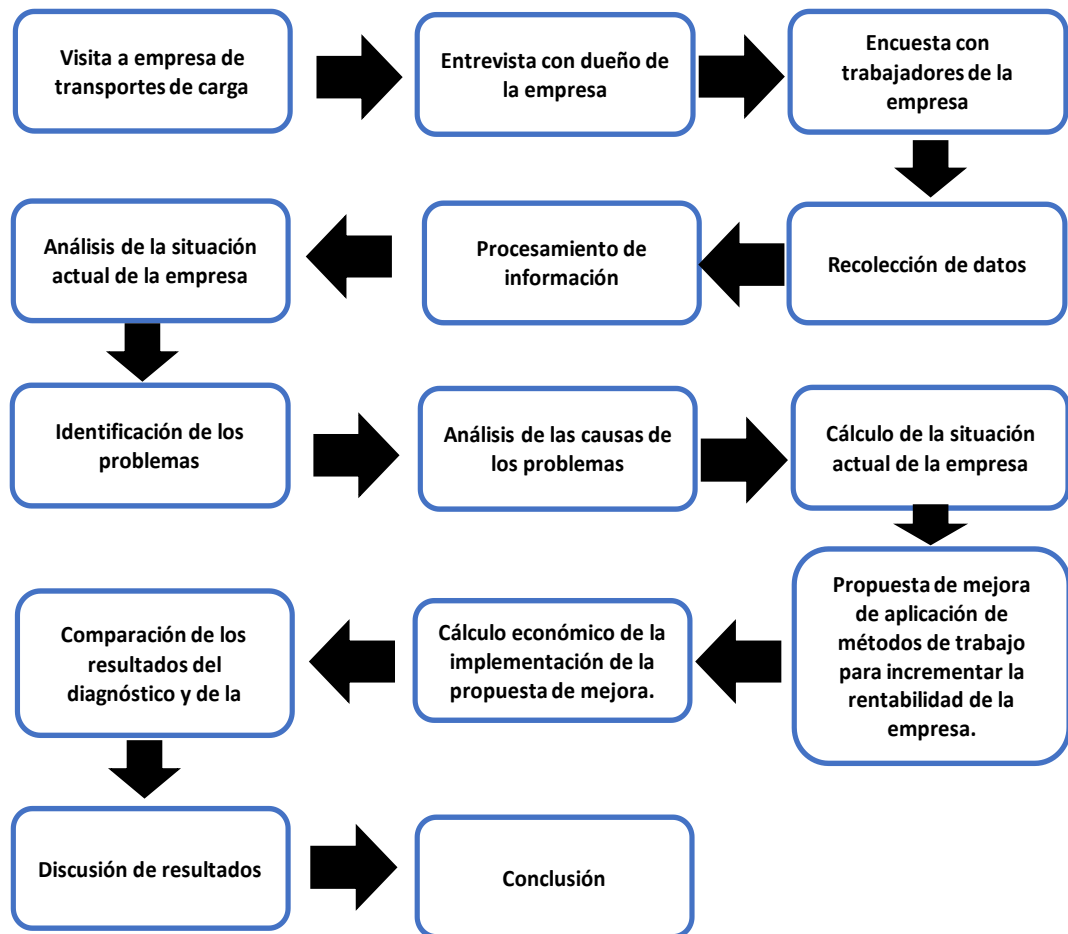 Visita a empresa de
transportes de carga
Entrevista con dueño de
la empresa
Encuesta con
trabajadores de la
empresa
Recolección de datos
Procesamiento de
información
Análisis de la situación
actual de la empresa
Identificación de los
problemas
Análisis de las causas de
los problemas
Cálculo de la situación
actual de la empresa
Propuesta de mejora
de aplicación de
métodos de trabajo
para incrementar la
rentabilidad de la
empresa.
Cálculo económico de la
implementación de la
propuesta de mejora.
Comparación de los
resultados del
diagnóstico y de la
Discusión de resultados
Conclusión